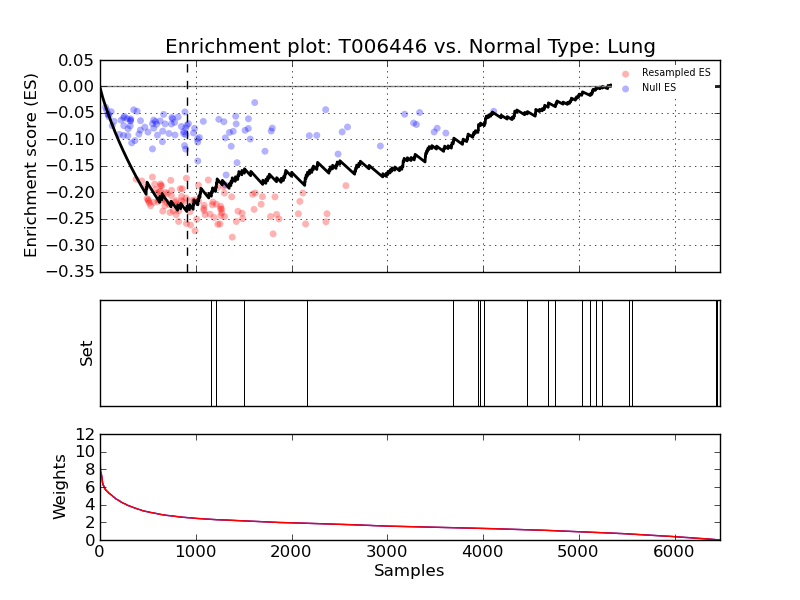 Enrichment plot: T006446 vs. Normal Type: Lung
Enrichment score (ES)
0.05
0.00
−0.05
−0.10
−0.15
−0.20
−0.25
−0.30
−0.35
Resampled ES
Null ES
Set
Weights
12
10
8
6
4
2
0
0 1000 2000 3000 4000 5000 6000
Samples